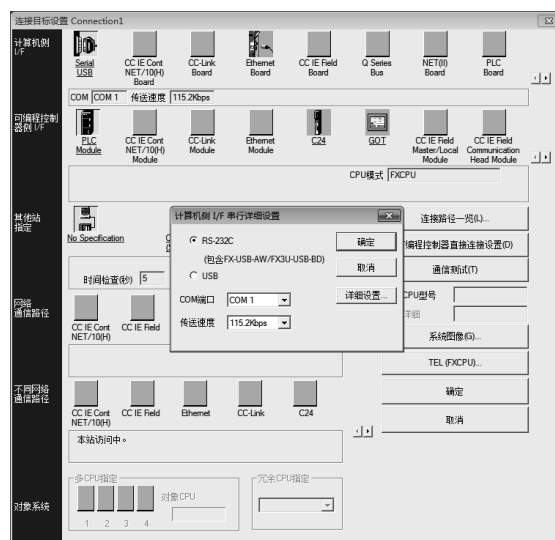 连接目标设置 Connection1
计算机侧
I/F
Serial
USB
CC IE Cont
NET/10(H)
Board
CC-Link
Board
Ethernet
Board
CC IE Field
Board
Q Series
Bus
NET(II)
Board
PLC
Board
COM COM 1 传送速度 115.2Kbps
可编程控制
器侧 I/F
PLC
Module
CC IE Cont
NET/10(H)
Module
CC-Link
Module
Ethernet
Module
C24
GOT
CC IE Field
Master/Local
Module
CC IE Field
Communication
Head Module
CPU模式 FXCPU
其他站
指定
No Specification
时间检查(秒) 5
计算机侧 I/F 串行详细设置
RS-232C
(包含FX-USB-AW/FX3U-USB-BD)
USB
COM端口 COM 1
传送速度 115.2Kbps
确定
取消
详细设置...
连接路径一览(L)...
编程控制器直接连接设置(D)
通信测试(T)
CPU型号
详细
系统图像(G)...
TEL (FXCPU)...
确定
取消
网络
通信路径
CC IE Cont
NET/10(H)
CC IE Field
不同网络
通信路径
CC IE Cont
NET/10(H)
CC IE Field
Ethernet
CC-Link
C24
本站访问中。
对象系统
多CPU指定
1 2 3 4
对象CPU
冗余CPU指定